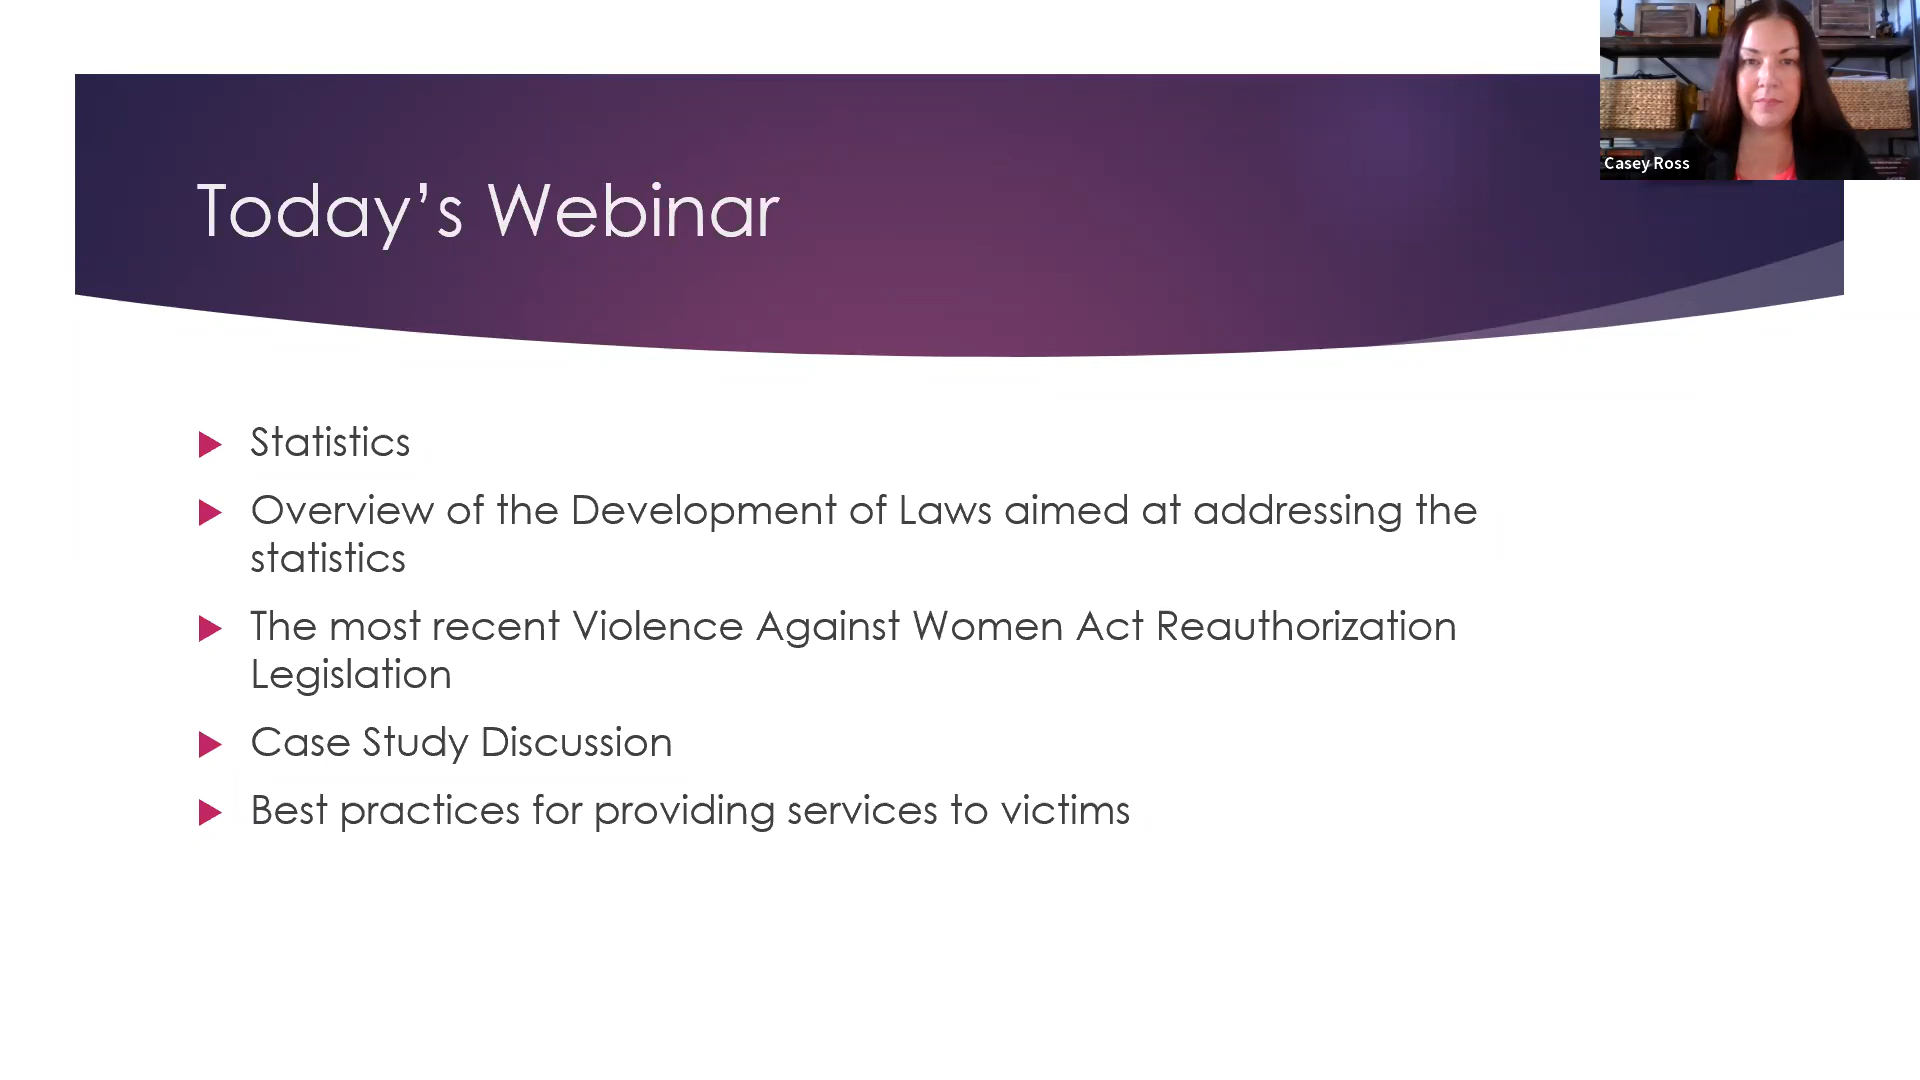 Casey Ross
Today’s Webinar
Statistics
Overview of the Development of Laws aimed at addressing the
statistics
The most recent Violence Against Women Act Reauthorization
Legislation
Case Study Discussion
Best practices for providing services to victims